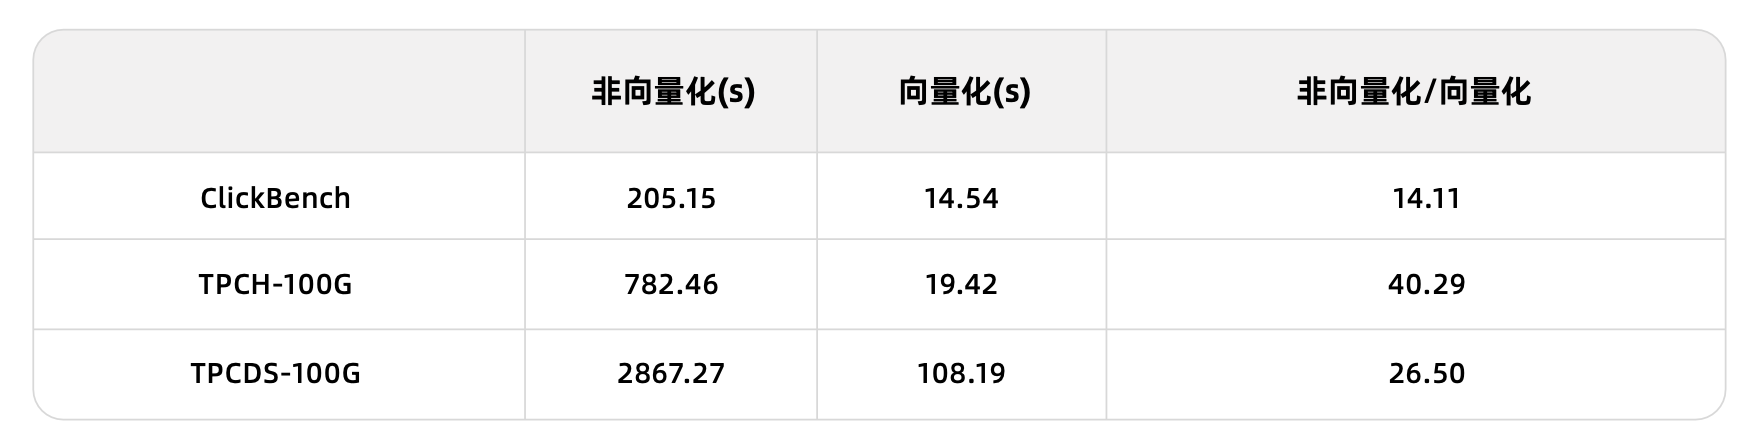 非向量化(s) 向量化(s) 非向量化/向量化
ClickBench 205.15 14.54 14.11
TPCH-100G 782.46 19.42 40.29
TPCDS-100G 2867.27 108.19 26.50